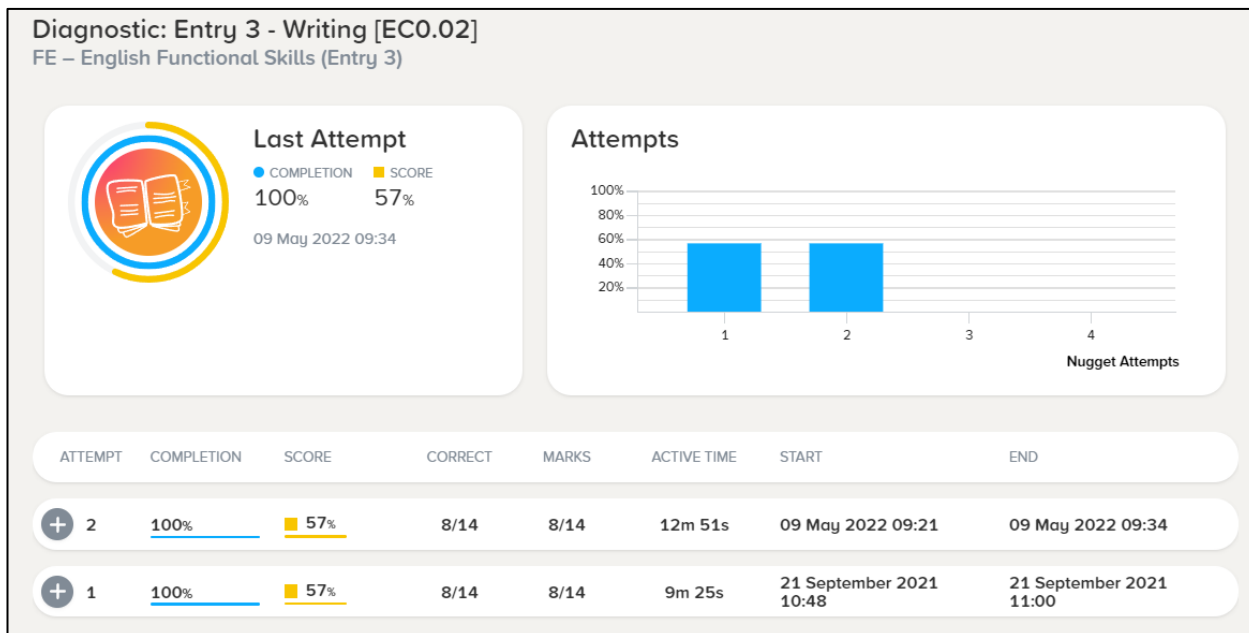 Diagnostic: Entry 3 - Writing [EC0.02]
FE – English Functional Skills (Entry 3)
Last Attempt
COMPLETION SCORE
100% 57%
09 May 2022 09:34
Attempts
100%
80%
60%
40%
20%
1 2 3 4
Nugget Attempts
ATTEMPT COMPLETION SCORE CORRECT MARKS ACTIVE TIME START END
2 100% 57% 8/14 8/14 12m 51s 09 May 2022 09:21 09 May 2022 09:34
1 100% 57% 8/14 8/14 9m 25s 21 September 2021 10:48 21 September 2021 11:00